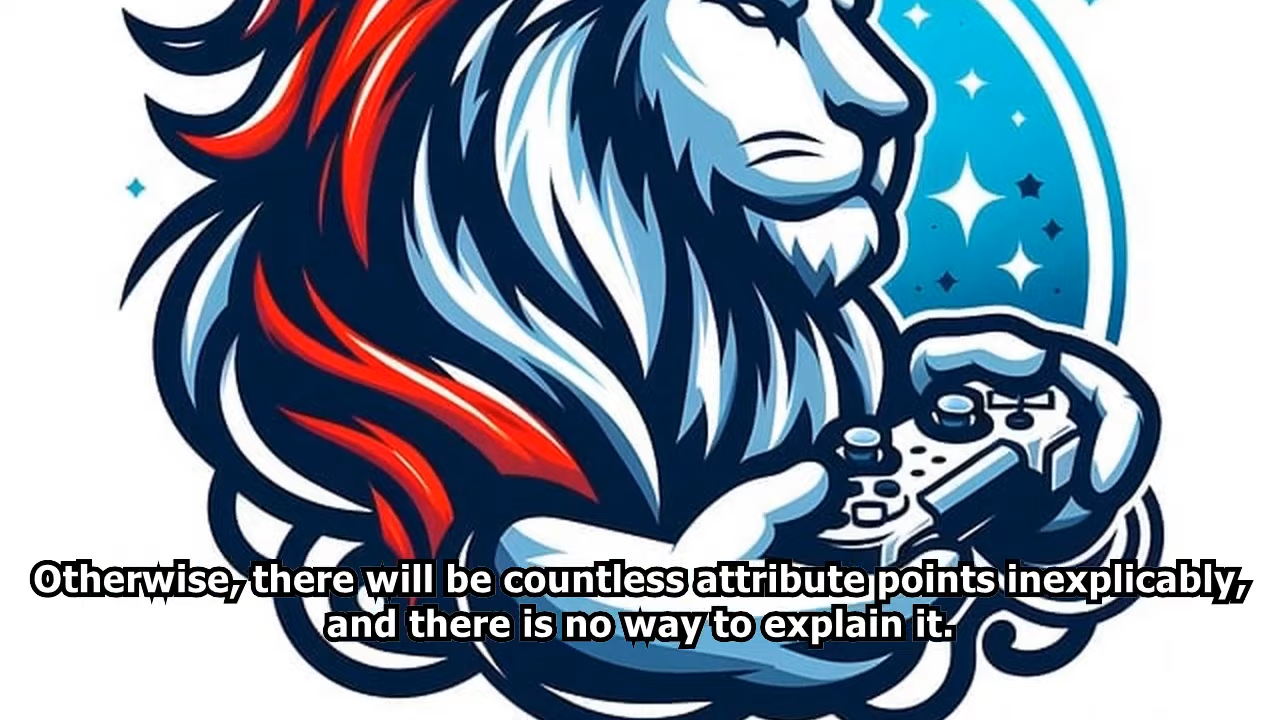 Otherwise, there will be countless attribute points inexplicably,
and there is no way to explain it.